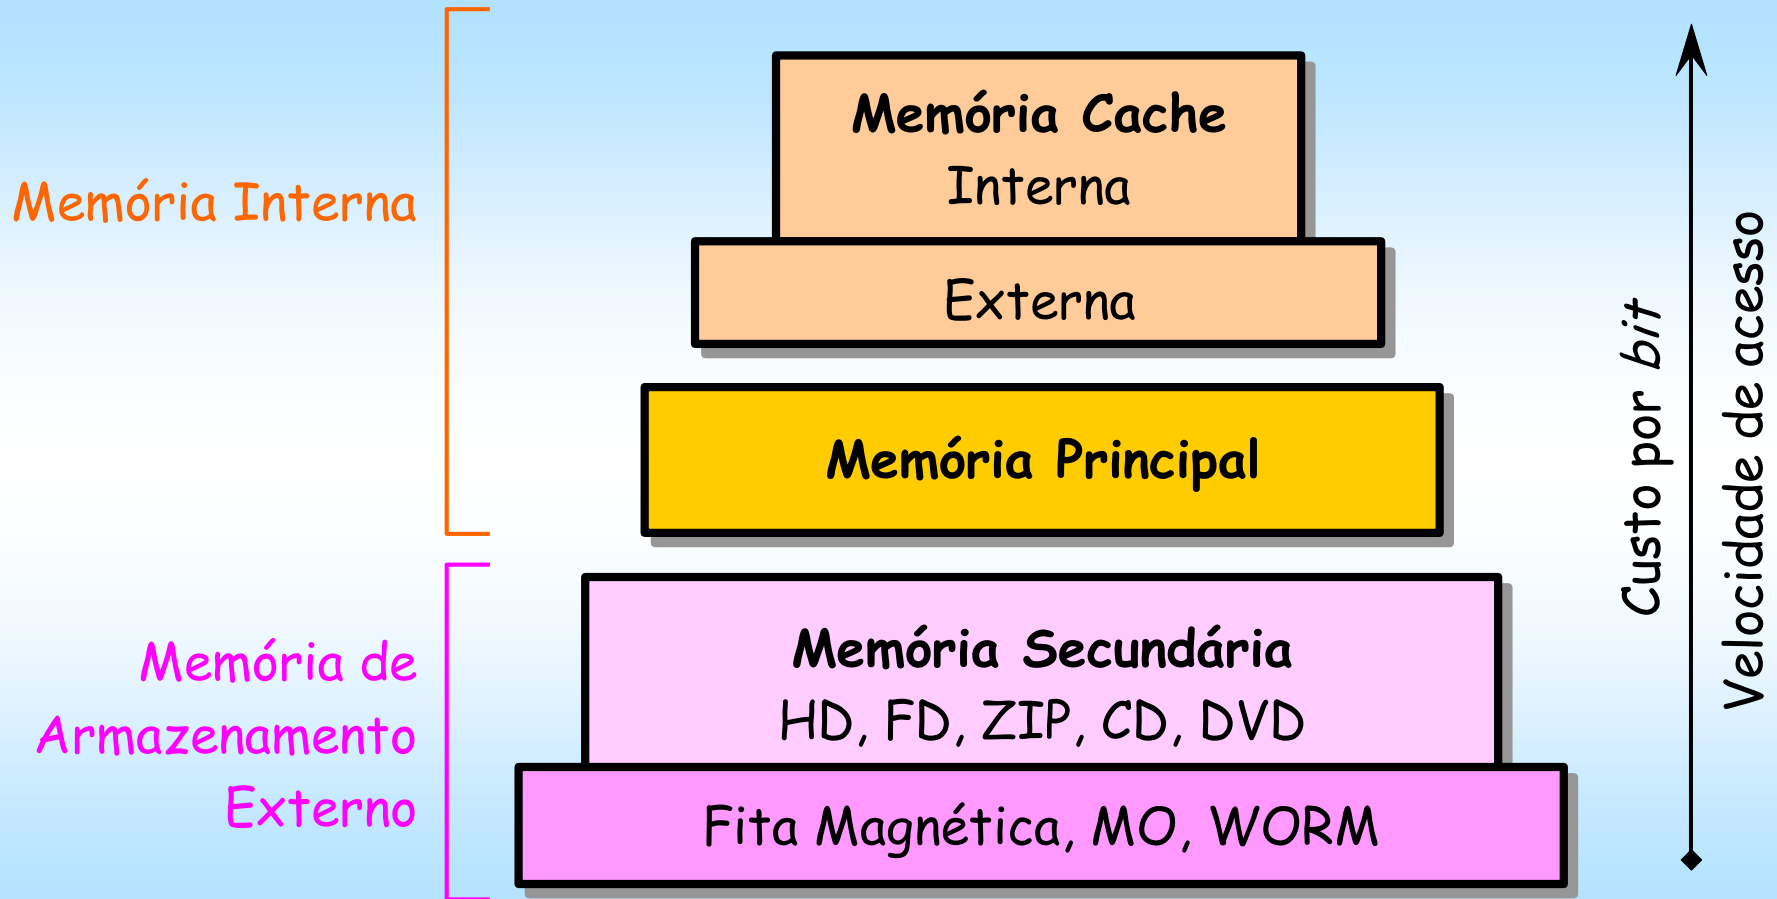 Memória Interna
Memória Cache
Interna
Externa
Memória Principal
Memória de
Armazenamento
Externo
Memória Secundária
HD, FD, ZIP, CD, DVD
Fita Magnética, MO, WORM
Custo por bit
Velocidade de acesso